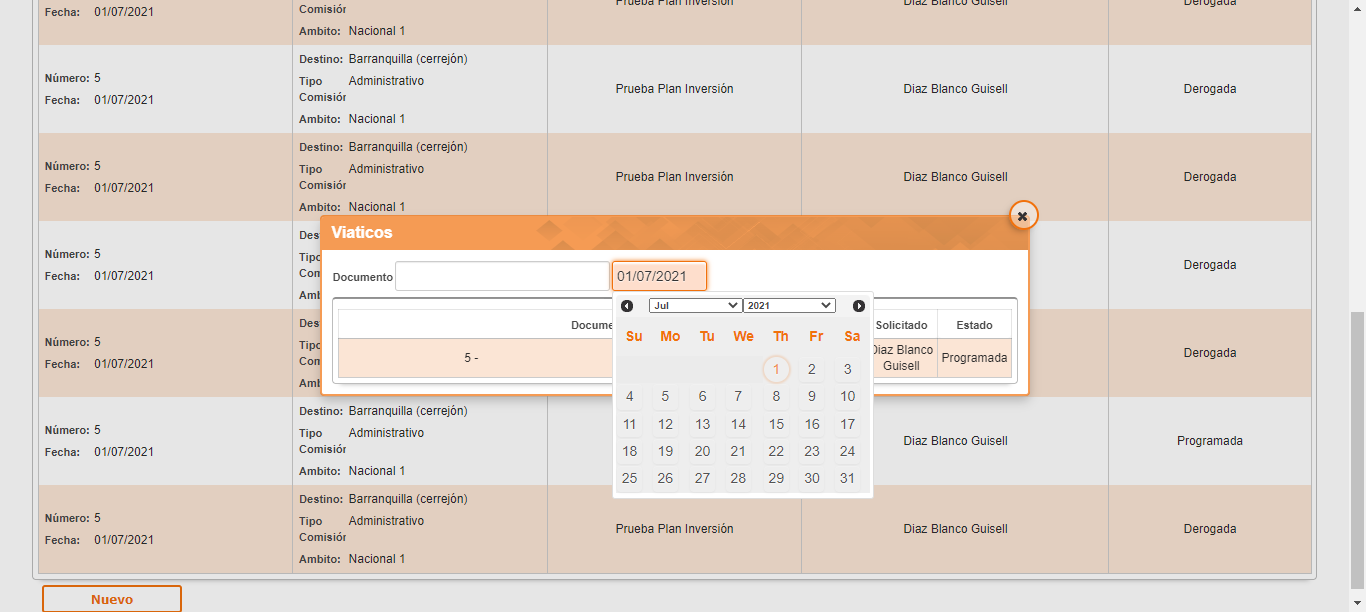 Comisión
Prueba Plan Inversión
Diaz Blanco Guisell
Derogada
Fecha: 01/07/2021
Ambito: Nacional 1
Destino: Barranquilla (cerrejón)
Número: 5
Tipo Administrativo
Comisión
Fecha: 01/07/2021
Prueba Plan Inversión
Diaz Blanco Guisell
Derogada
Ambito: Nacional 1
Destino: Barranquilla (cerrejón)
Número: 5
Tipo Administrativo
Comisión
Fecha: 01/07/2021
Prueba Plan Inversión
Diaz Blanco Guisell
Derogada
Ambito: Nacional 1
Número: 5
Fecha: 01/07/2021
Des
Tipo
Com
Amb
Derogada
Número: 5
Fecha: 01/07/2021
Des
Tipo
Com
Amb
Derogada
Viaticos
Documento 01/07/2021
Docume
Solicitado Estado
5 -
Diaz Blanco
Guisell
Programada
Jul 2021
Su Mo Tu We Th Fr Sa
1 2 3
4 5 6 7 8 9 10
11 12 13 14 15 16 17
18 19 20 21 22 23 24
25 26 27 28 29 30 31
Destino: Barranquilla (cerrejón)
Número: 5
Tipo Administrativo
Comisión
Fecha: 01/07/2021
Diaz Blanco Guisell
Programada
Ambito: Nacional 1
Destino: Barranquilla (cerrejón)
Número: 5
Tipo Administrativo
Comisión
Fecha: 01/07/2021
Prueba Plan Inversión
Diaz Blanco Guisell
Derogada
Ambito: Nacional 1
Nuevo